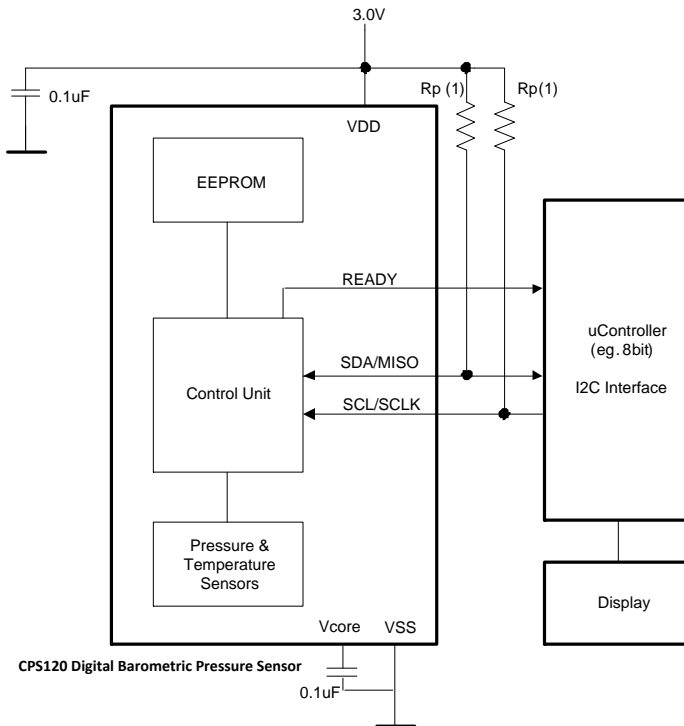 3.0V
0.1uF
Rp (1)
Rp(1)
VDD
EEPROM
READY
uController
(eg. 8bit)
I2C Interface
SDA/MISO
Control Unit
SCL/SCLK
Pressure &
Temperature
Sensors
Display
Vcore
VSS
CPS120 Digital Barometric Pressure Sensor
0.1uF